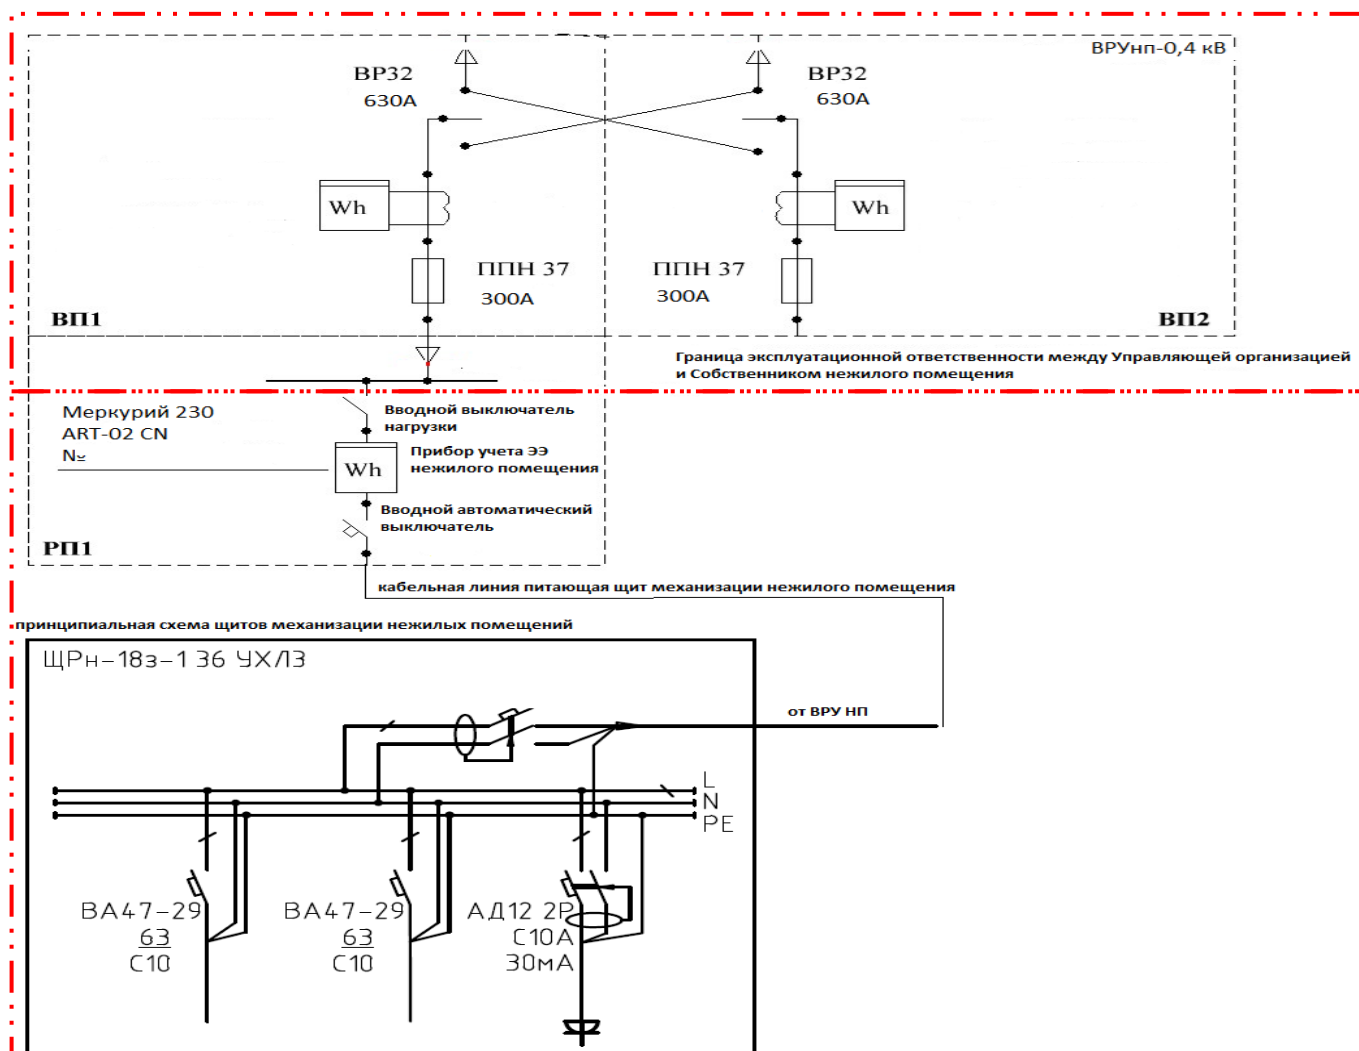 ВРУнп-0,4 кВ
ВР32
630А
ВР32
630А
Wh
Wh
ППН 37
300А
ППН 37
300А
ВП1
ВП2
Граница эксплуатационной ответственности между Управляющей организацией
и Собственником нежилого помещения
Меркурий 230
ART-02 CN
№
Вводной выключатель
нагрузки
Wh
Прибор учета ЭЭ
нежилого помещения
Вводной автоматический
выключатель
РП1
кабельная линия питающая щит механизации нежилого помещения
принципиальная схема щитов механизации нежилых помещений
ЩРн-18з-1 36 УХЛ3
от ВРУ НП
L
N
PE
ВА47-29
63
С10
ВА47-29
63
С10
АД12 2Р
С10А
30мА